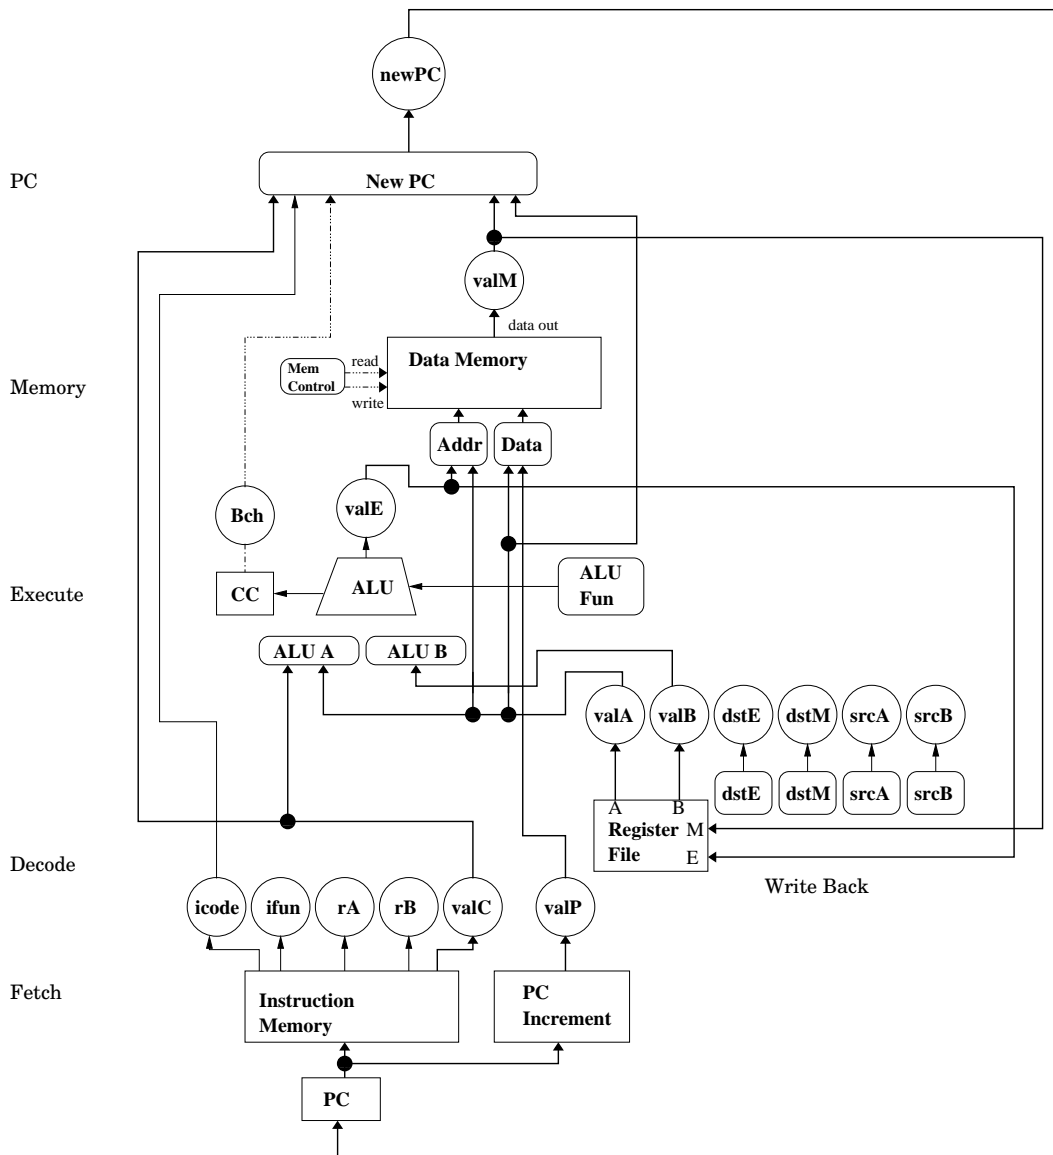 newPC
PC
New PC
valM
data out
Data Memory
read
Mem
Control
write
Memory
Addr
Data
Bch
valE
ALU
Fun
ALU
CC
Execute
ALU A
ALU B
valA
valB
dstE
dstM
srcA
srcB
dstE
dstM
srcA
srcB
A
B
Register
M
File
E
Decode
Write Back
icode
ifun
rA
rB
valC
valP
Fetch
Instruction
Memory
PC
Increment
PC